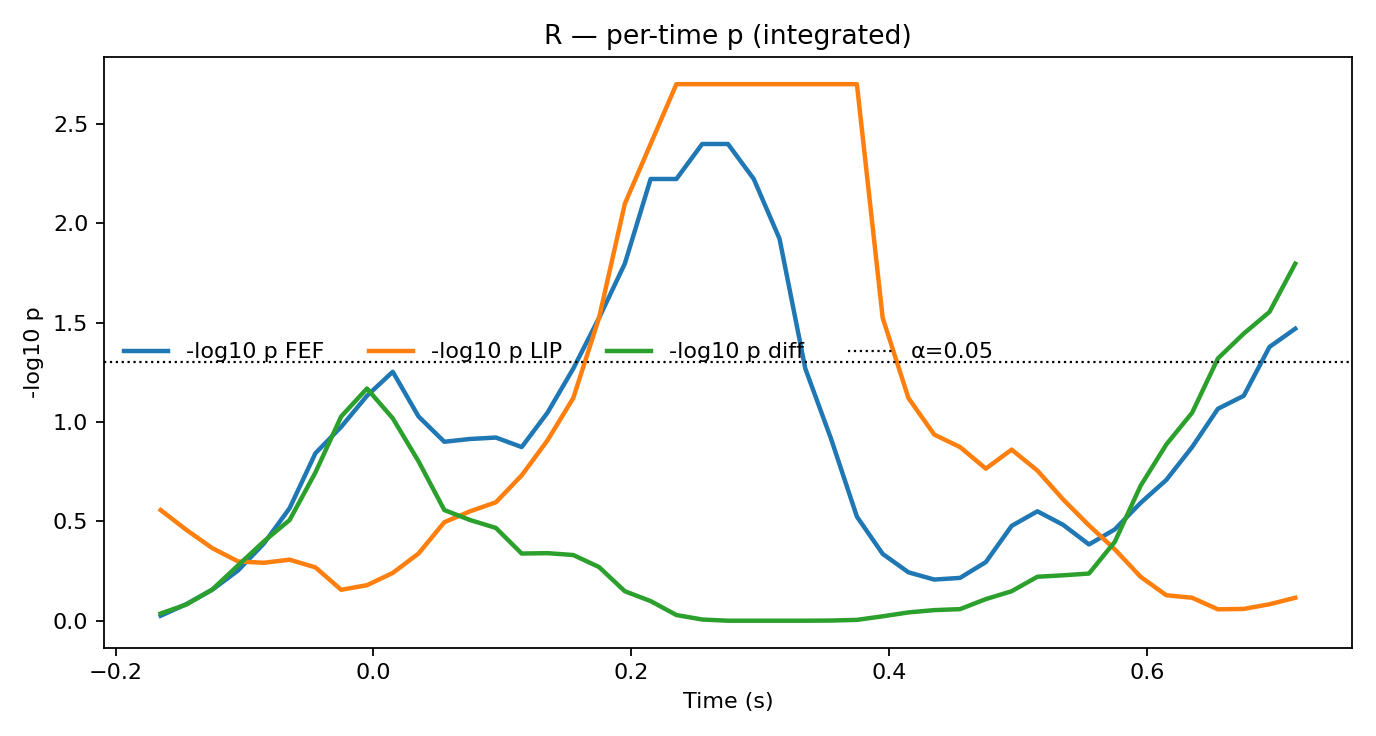 R — per-time p (integrated)
-log10 p
2.5
2.0
1.5
1.0
0.5
0.0
-log10 p FEF -log10 p LIP -log10 p diff α=0.05
−0.2 0.0 0.2 0.4 0.6
Time (s)